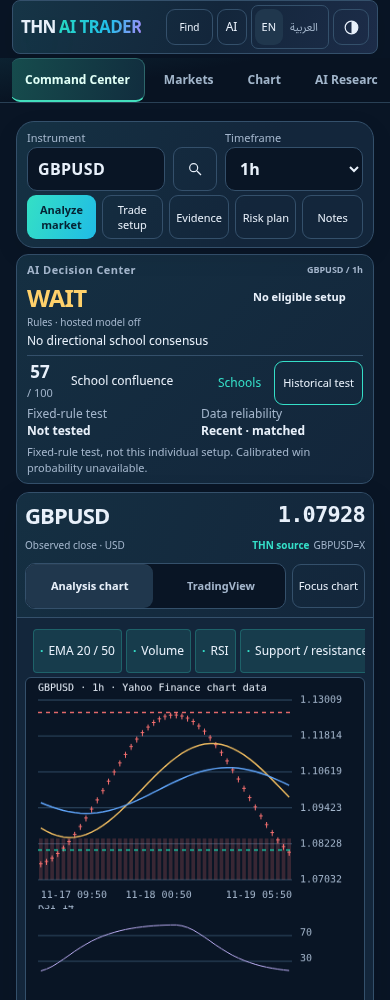 THN AI TRADER
Find
AI
EN
العربية
Command Center
Markets
Chart
AI Researc
Instrument
Timeframe
GBPUSD
1h
Analyze market
Trade setup
Evidence
Risk plan
Notes
AI Decision Center
GBPUSD / 1h
WAIT
No eligible setup
Rules · hosted model off
No directional school consensus
57
/ 100
School confluence
Schools
Historical test
Fixed-rule test
Data reliability
Not tested
Recent · matched
Fixed-rule test, not this individual setup. Calibrated win
probability unavailable.
GBPUSD
1.07928
Observed close · USD
THN source GBPUSD=X
Analysis chart
TradingView
Focus chart
· EMA 20 / 50
· Volume
· RSI
· Support / resistance
GBPUSD · 1h · Yahoo Finance chart data
1.13009
1.11814
1.10619
1.09423
1.08228
1.07032
11-17 09:50
11-18 00:50
11-19 05:50
RSI 14
70
30